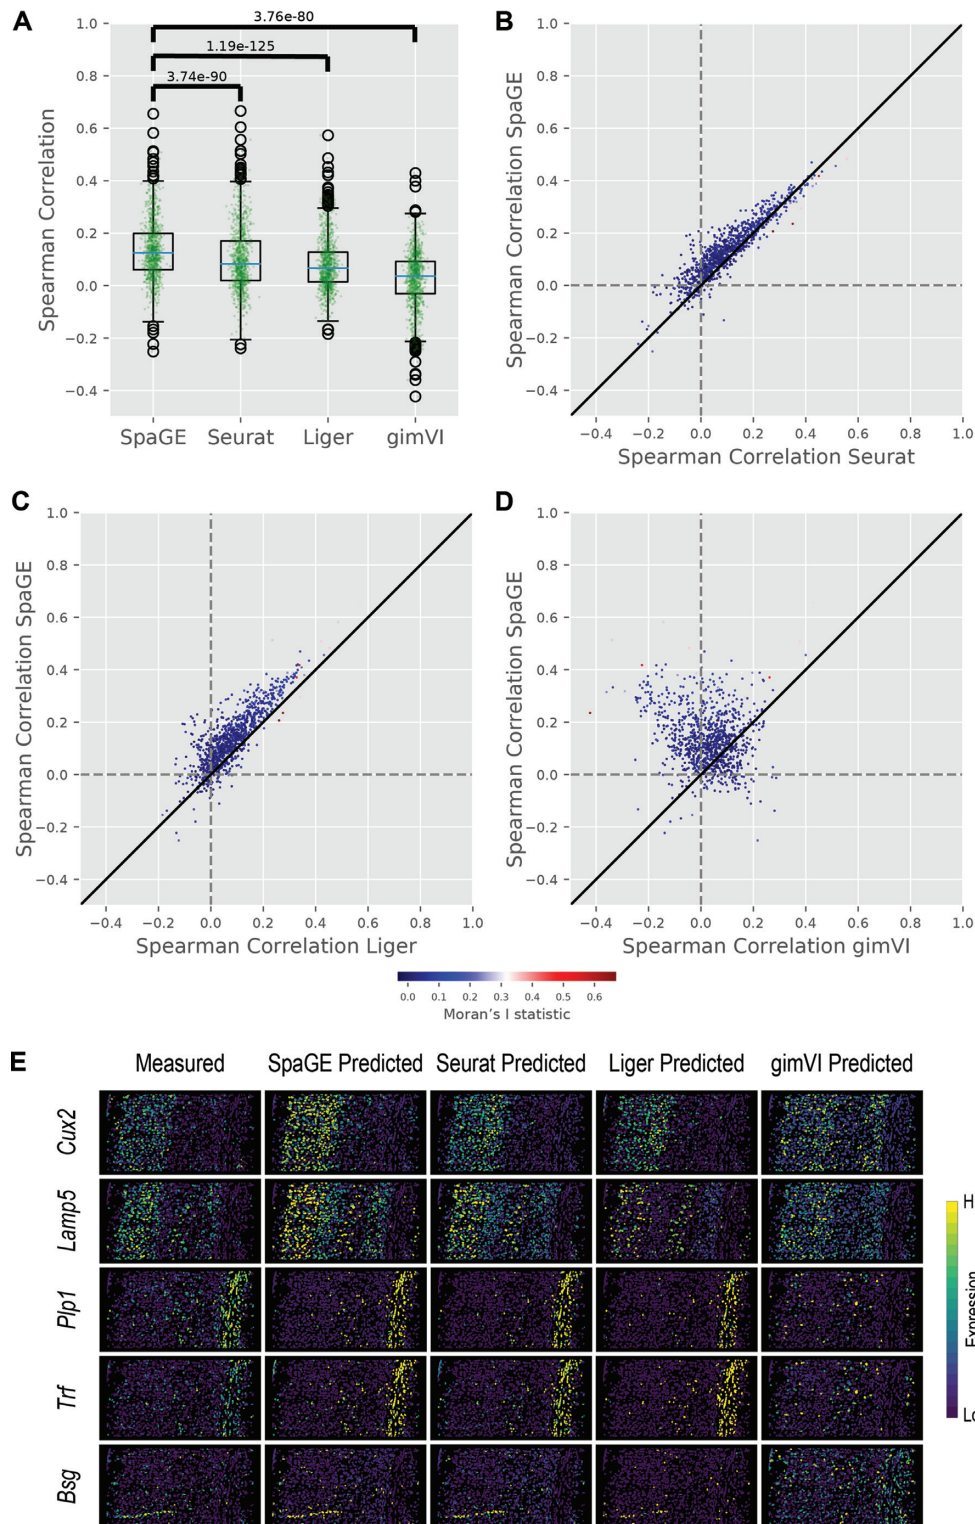 A
3.76e-80
1.19e-125
3.74e-90
1.0
0.8
0.6
0.4
0.2
0.0
−0.2
−0.4
Spearman Correlation
SpaGE
Seurat
Liger
gimVI
B
1.0
0.8
0.6
0.4
0.2
0.0
−0.2
−0.4
Spearman Correlation SpaGE
−0.4 −0.2 0.0 0.2 0.4 0.6 0.8 1.0
Spearman Correlation Seurat
C
1.0
0.8
0.6
0.4
0.2
0.0
−0.2
−0.4
Spearman Correlation SpaGE
−0.4 −0.2 0.0 0.2 0.4 0.6 0.8 1.0
Spearman Correlation Liger
D
1.0
0.8
0.6
0.4
0.2
0.0
−0.2
−0.4
Spearman Correlation SpaGE
−0.4 −0.2 0.0 0.2 0.4 0.6 0.8 1.0
Spearman Correlation gimVI
0.0 0.1 0.2 0.3 0.4 0.5 0.6
Moran's I statistic
E
Measured SpaGE Predicted Seurat Predicted Liger Predicted gimVI Predicted
Cux2
Lamp5
Plp1
Trf
Bsg
H
Expression
Lo